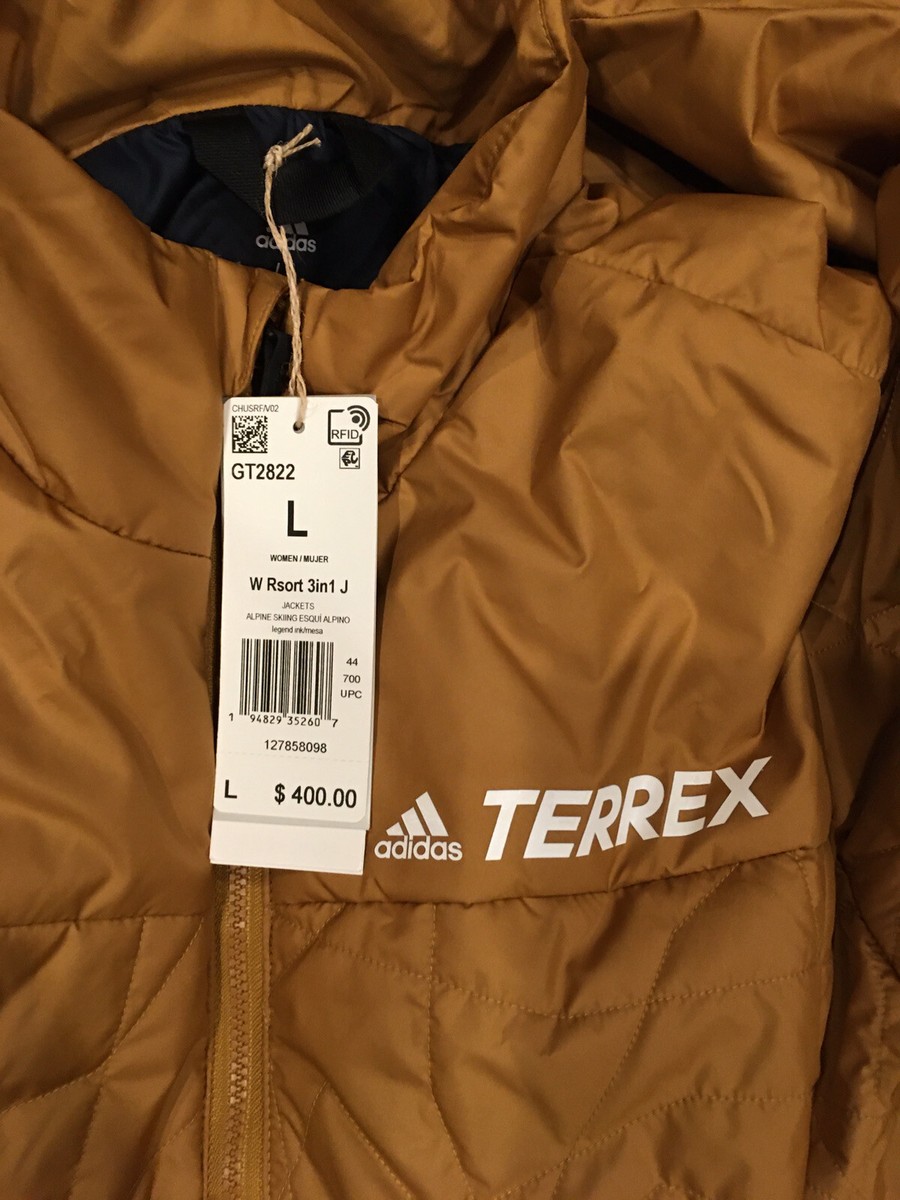 adidas
L
CHUSRF/V02
RFID
GT2822
L
WOMEN / MUJER
W Rsort 3in1 J
JACKETS
ALPINE SKIING ESQUÍ ALPINO
legend ink/mesa
44
700
UPC
1 94829 35260 7
127858098
L $ 400.00
adidas TERREX